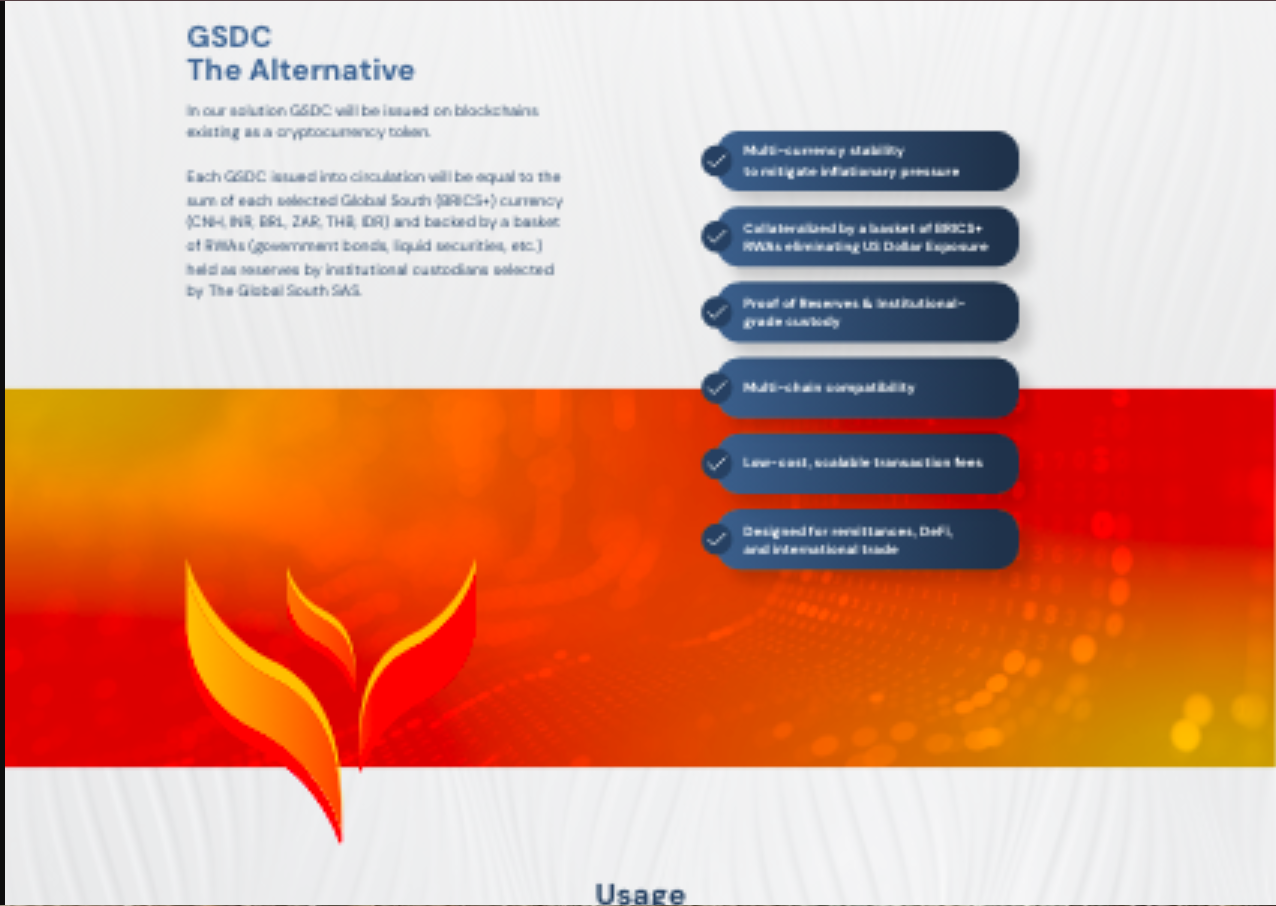 GSDC
The Alternative
In our solution GSDC will be issued on blockchains
existing as a cryptocurrency token.
Each GSDC issued into circulation will be equal to the
sum of each selected Global South (BRICS+) currency
(CNH, INR, BRL, ZAR, THB, IDR) and backed by a basket
of RWAs (government bonds, liquid securities, etc.)
held as reserves by institutional custodians selected
by The Global South SAS.
Multi-currency stability
to mitigate inflationary pressure
Collateralized by a basket of BRICS+
RWAs eliminating US Dollar Exposure
Proof of Reserves & Institutional-
grade custody
Multi-chain compatibility
Low-cost, scalable transaction fees
Designed for remittances, DeFi,
and international trade
Usage